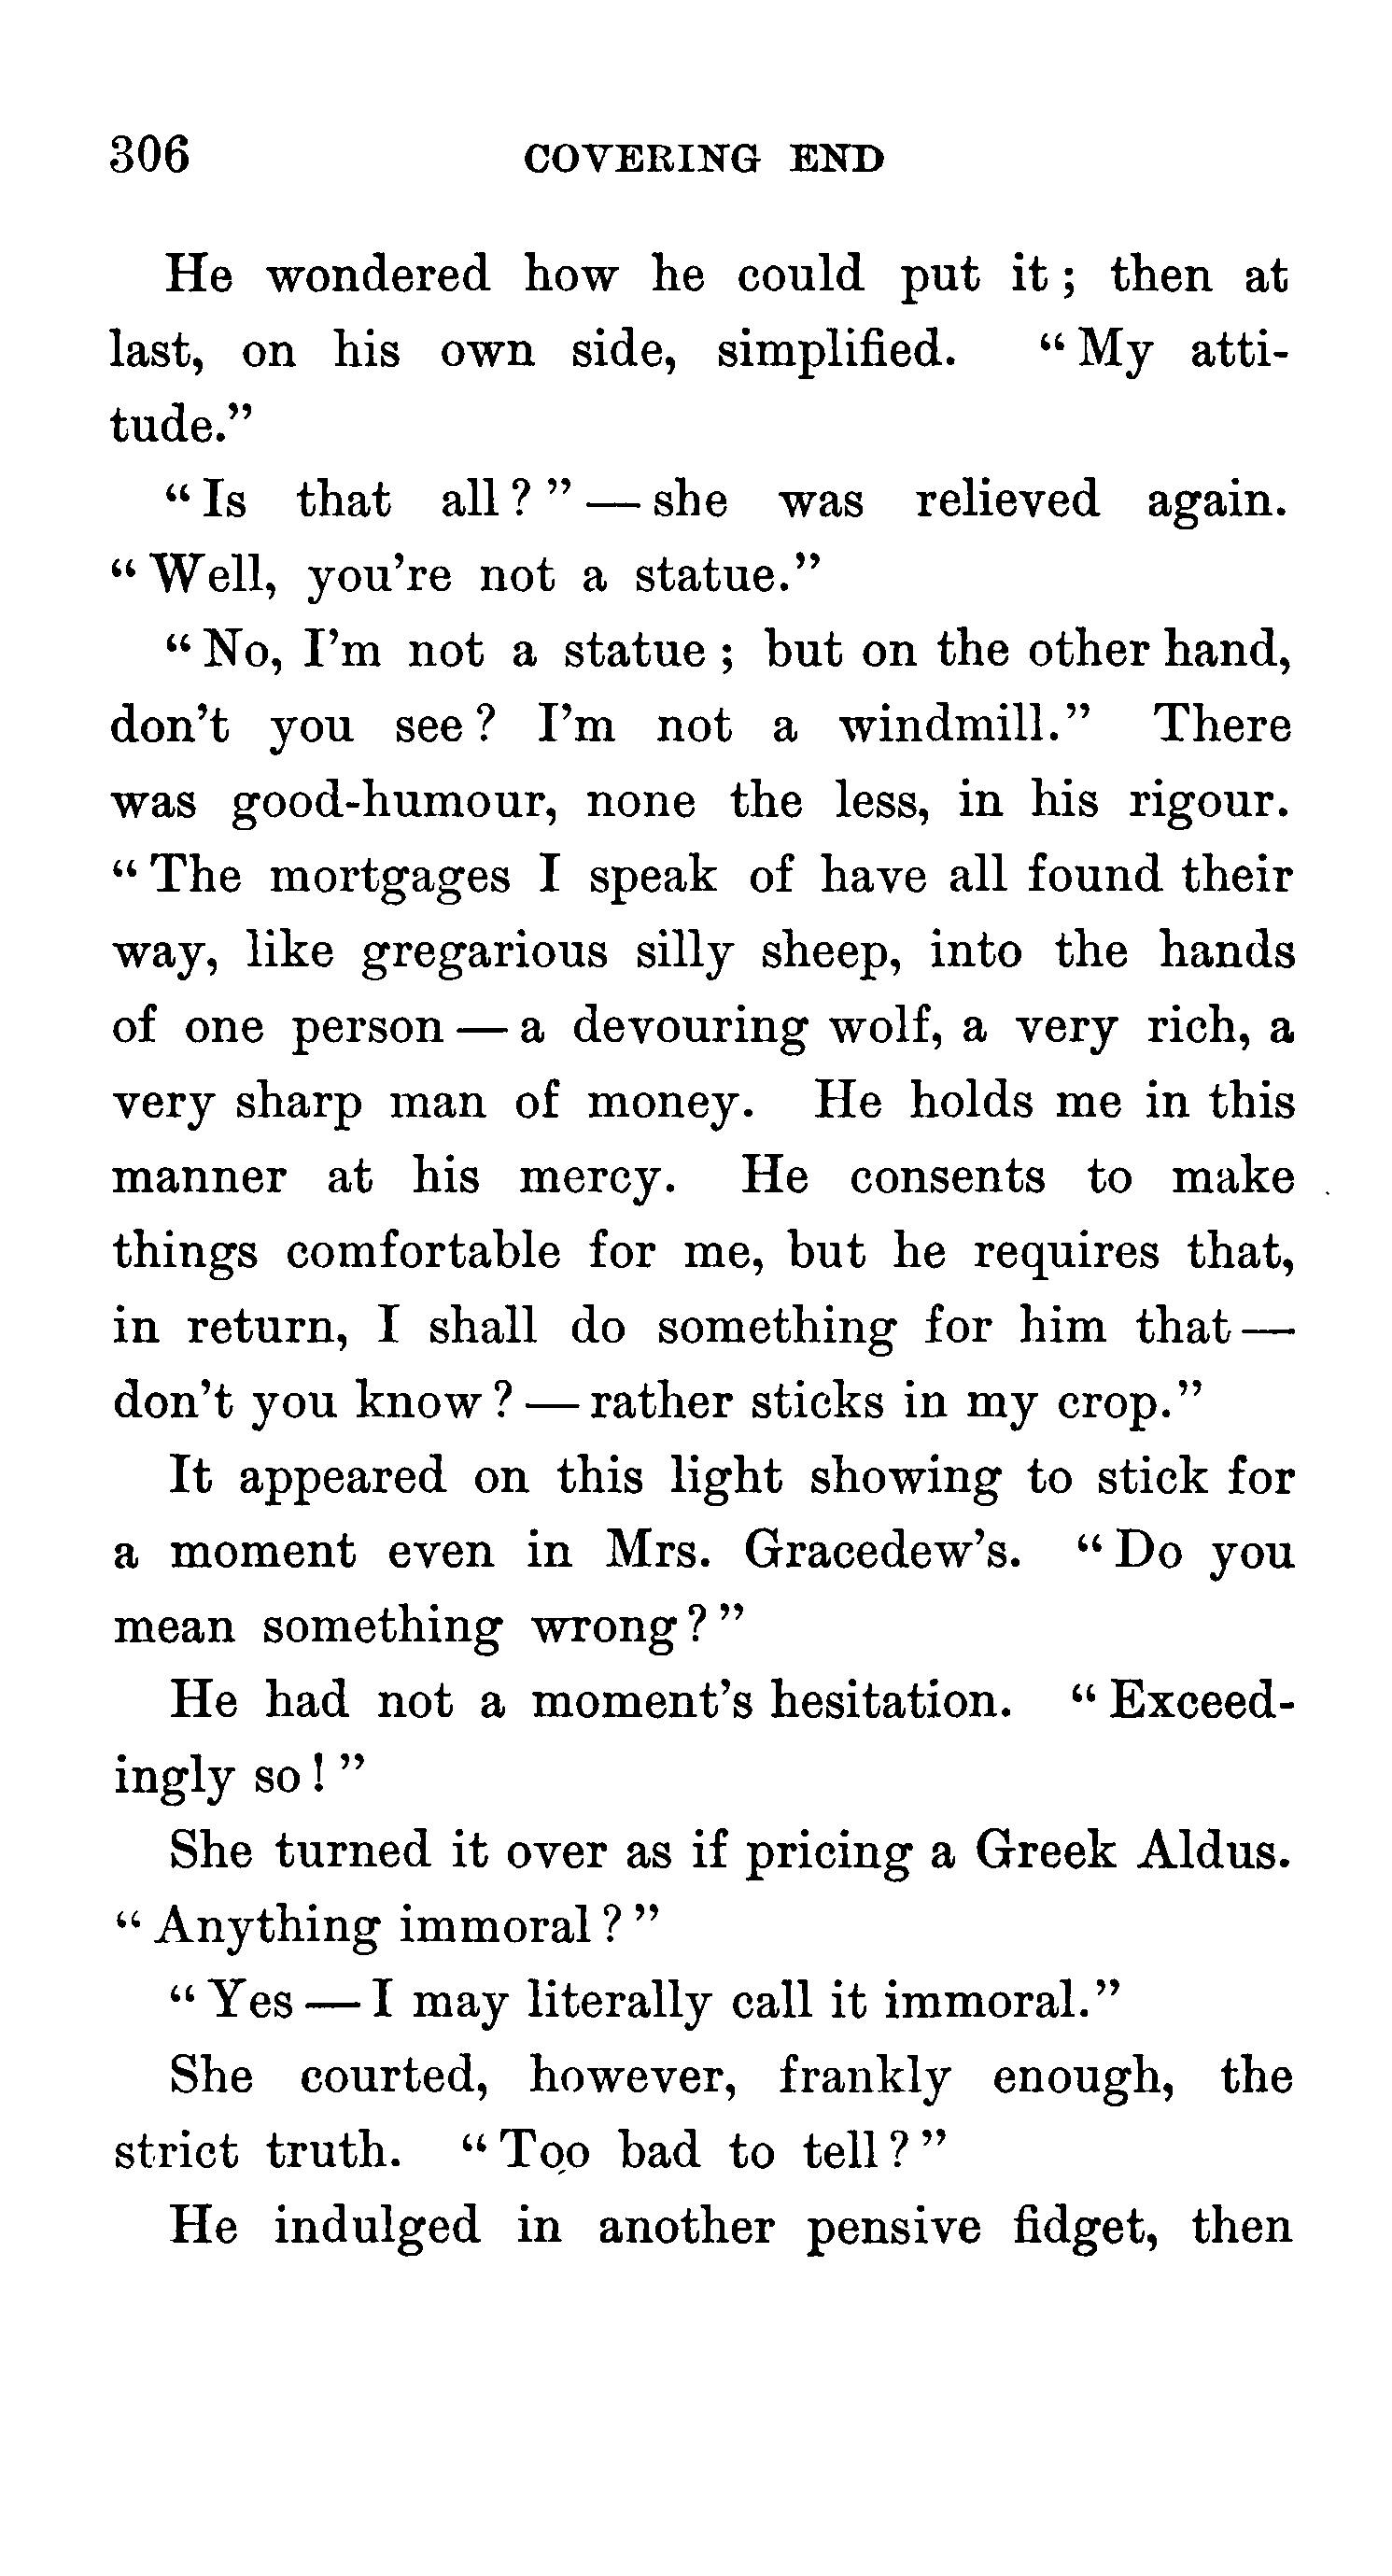 306 COVERING END
He wondered how he could put it; then at
last, on his own side, simplified. “My atti-
tude.”
“Is that all?”—she was relieved again.
“Well, you’re not a statue.”
“No, I’m not a statue; but on the other hand,
don’t you see? I’m not a windmill.” There
was good-humour, none the less, in his rigour.
“The mortgages I speak of have all found their
way, like gregarious silly sheep, into the hands
of one person—a devouring wolf, a very rich, a
very sharp man of money. He holds me in this
manner at his mercy. He consents to make
things comfortable for me, but he requires that,
in return, I shall do something for him that—
don’t you know?—rather sticks in my crop.”
It appeared on this light showing to stick for
a moment even in Mrs. Gracedew’s. “Do you
mean something wrong?”
He had not a moment’s hesitation. “Exceed-
ingly so!”
She turned it over as if pricing a Greek Aldus.
“Anything immoral?”
“Yes—I may literally call it immoral.”
She courted, however, frankly enough, the
strict truth. “Too bad to tell?”
He indulged in another pensive fidget, then